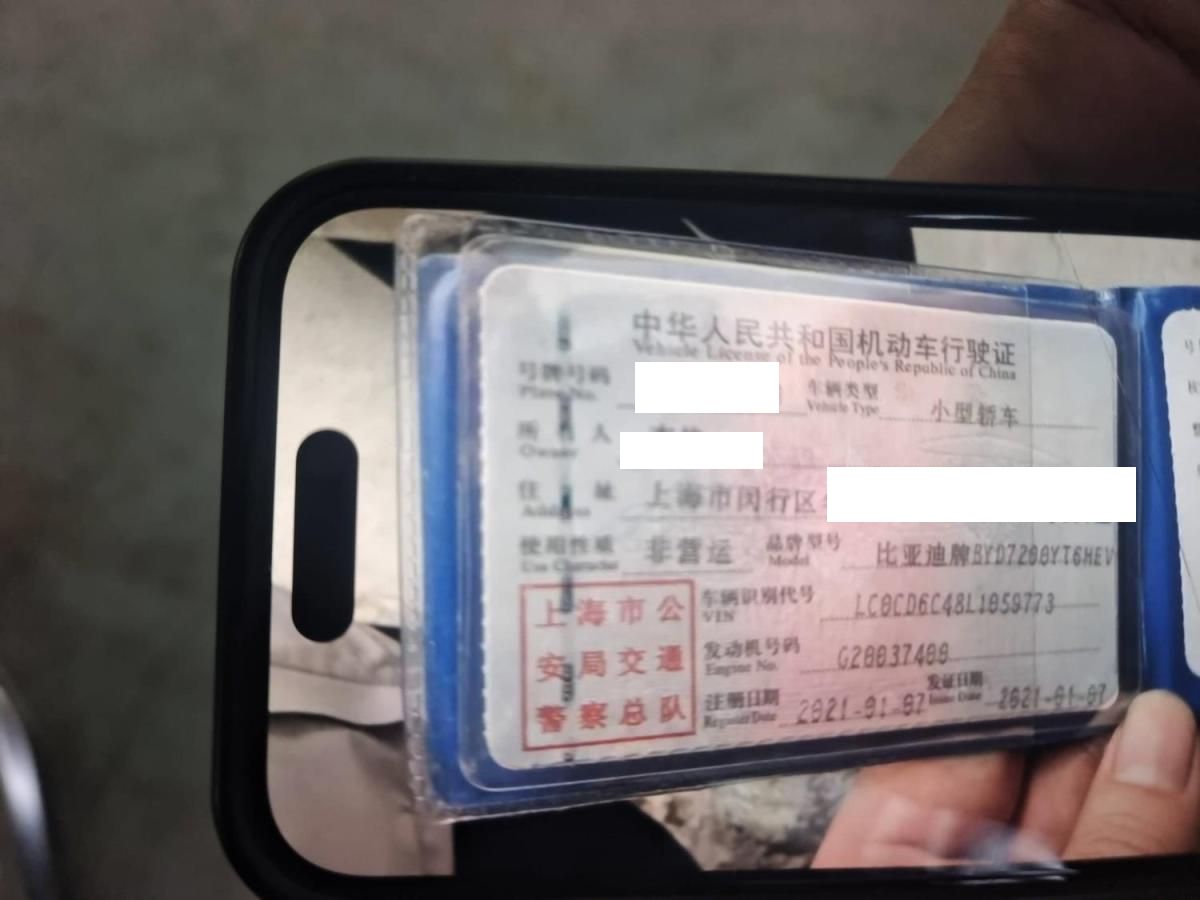 中华人民共和国机动车行驶证
Vehicle License of the People's Republic of China
号牌号码 车辆类型 小型轿车
Plate No. Vehicle Type
所有人
Owner
住址 上海市闵行区
Address
使用性质 非营运 品牌型号 比亚迪牌BYD7200YT6HEV
Use Character Model
上海市公 车辆识别代号 LC0CD6C48L1059773
VIN
安局交通 发动机号码 G20037400
Engine No.
警察总队 注册日期 2021-01-07 发证日期 2021-01-07
Register Date Issue Date